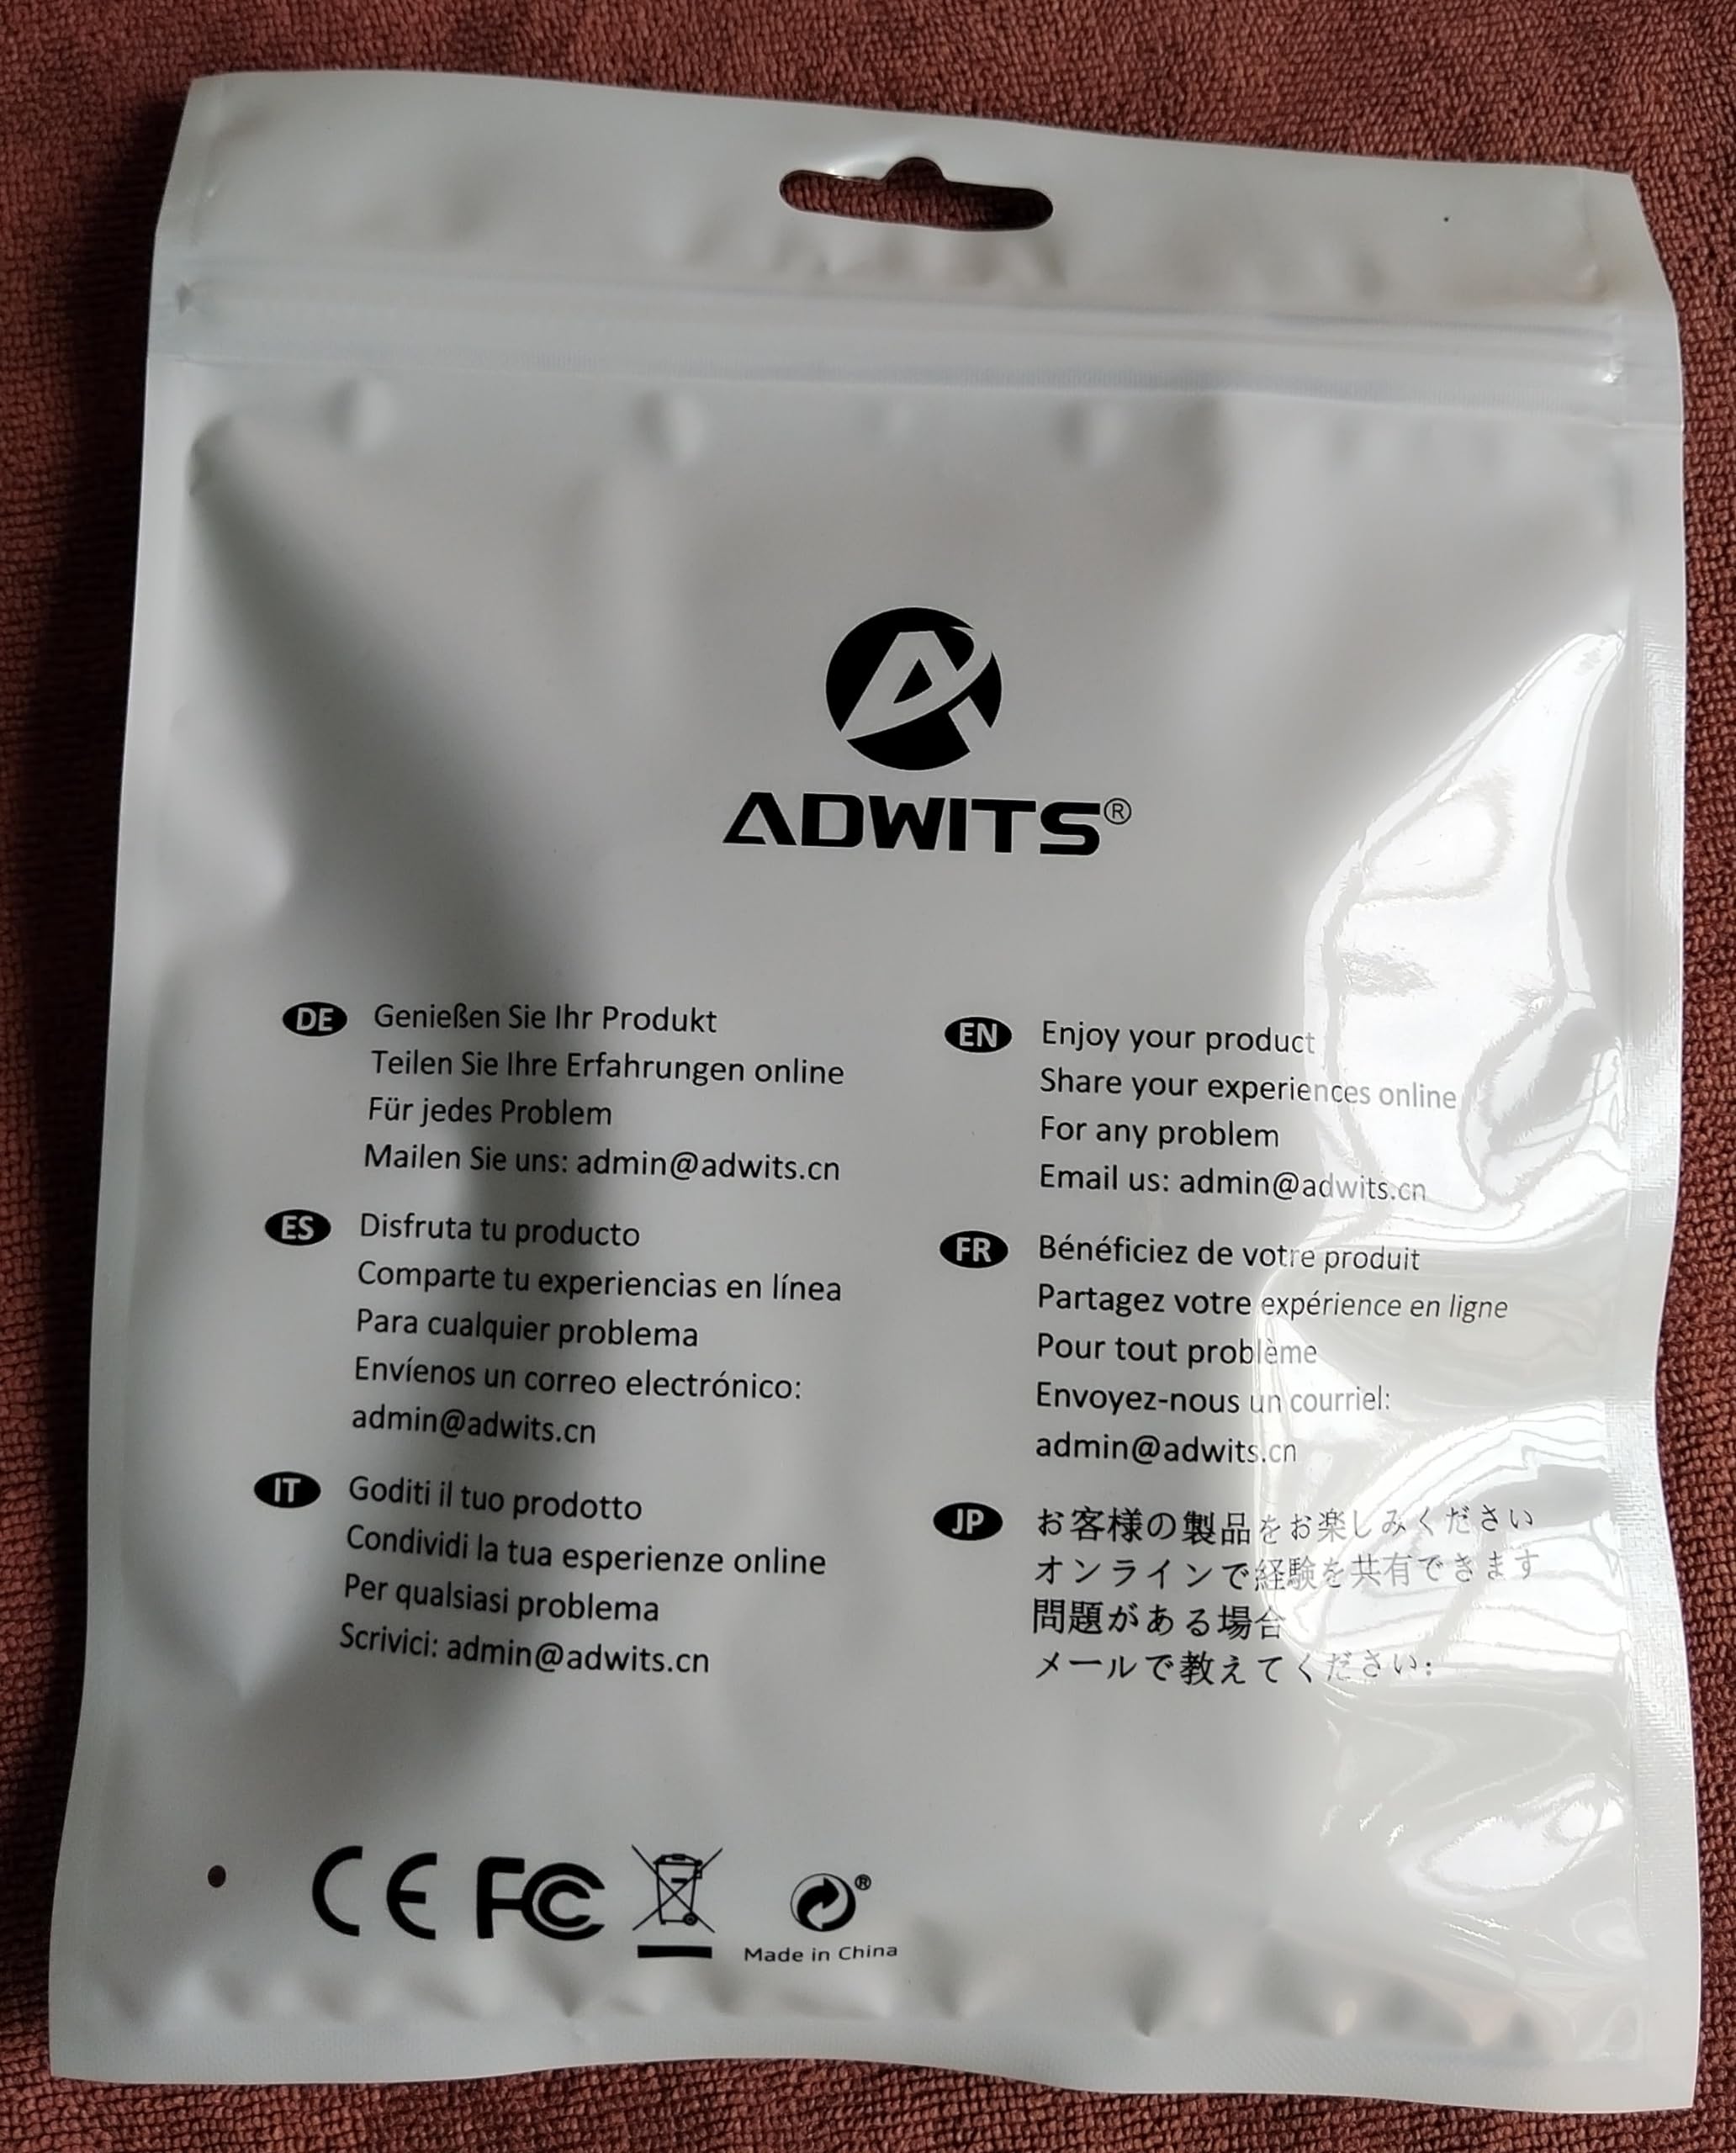 ADWITS®
DE
Genießen Sie Ihr Produkt
Teilen Sie Ihre Erfahrungen online
Für jedes Problem
Mailen Sie uns: admin@adwits.cn
EN
Enjoy your product
Share your experiences online
For any problem
Email us: admin@adwits.cn
ES
Disfruta tu producto
Comparte tu experiencias en línea
Para cualquier problema
Envíenos un correo electrónico:
admin@adwits.cn
FR
Bénéficiez de votre produit
Partagez votre expérience en ligne
Pour tout problème
Envoyez-nous un courriel:
admin@adwits.cn
IT
Goditi il tuo prodotto
Condividi la tua esperienze online
Per qualsiasi problema
Scrivici: admin@adwits.cn
JP
お客様の製品をお楽しみください
オンラインで経験を共有できます
問題がある場合
メールで教えてください:
CE FC ®
Made in China